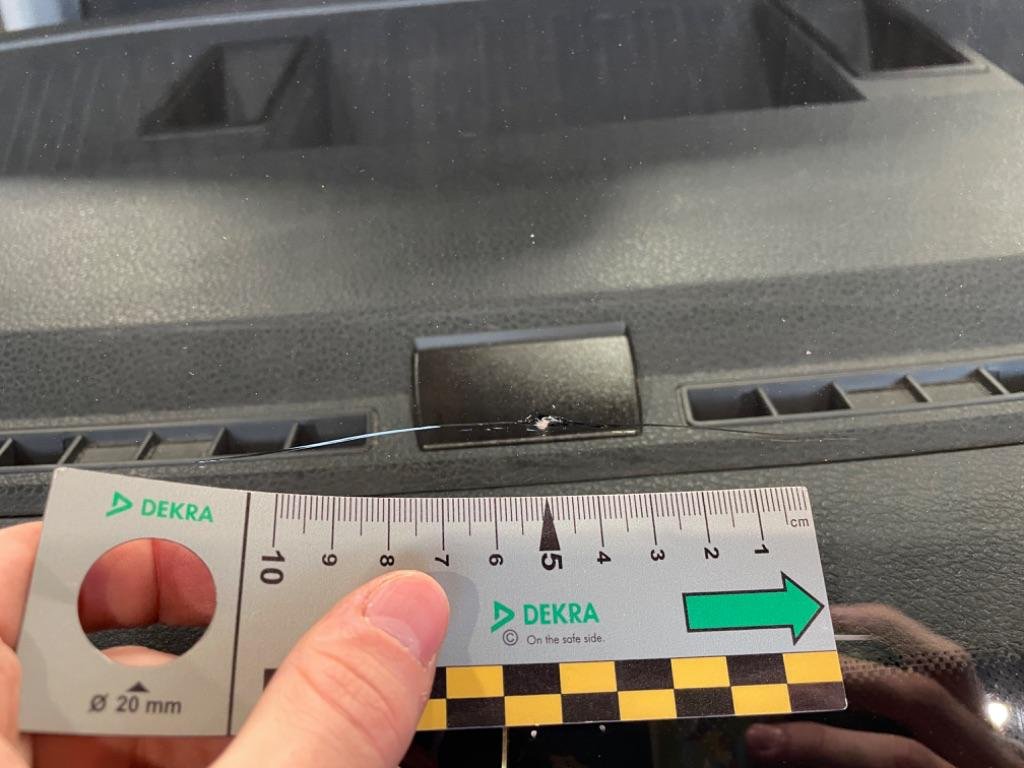 DEKRA
cm
10 9 8 7 6 5 4 3 2 1
DEKRA
© On the safe side.
Ø 20 mm